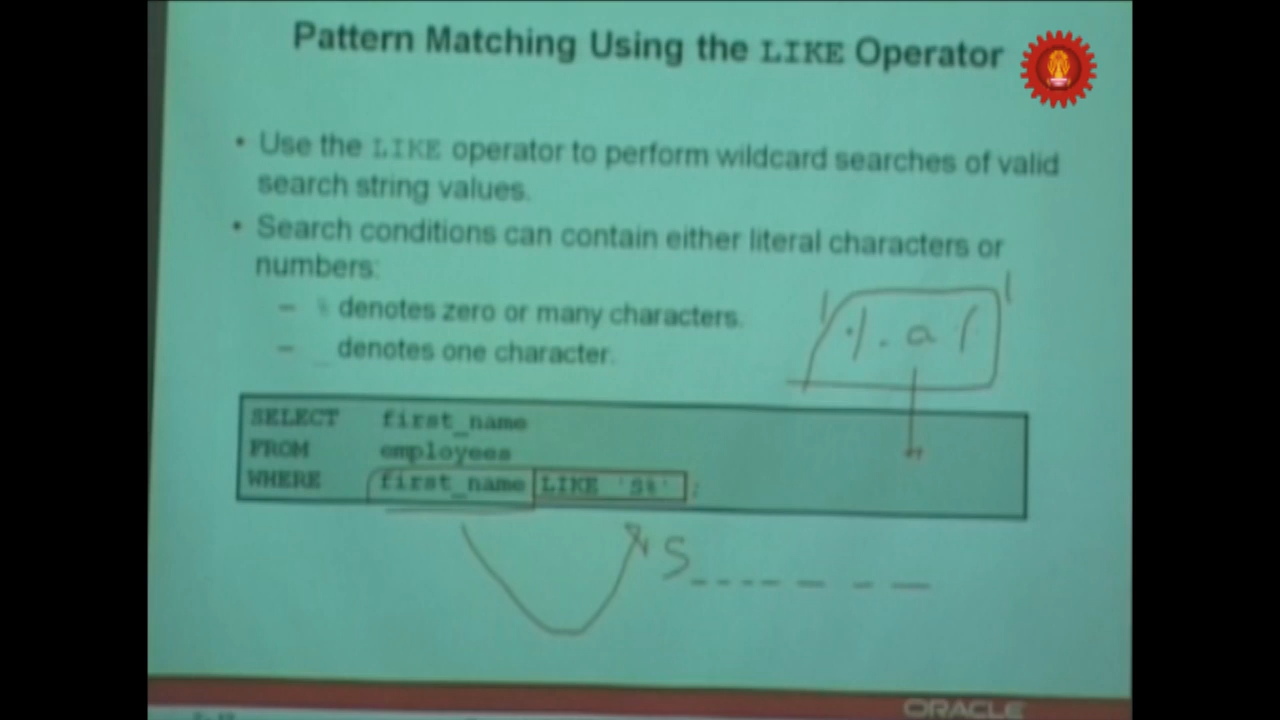 Pattern Matching Using the LIKE Operator
• Use the LIKE operator to perform wildcard searches of valid
search string values.
• Search conditions can contain either literal characters or
numbers:
– % denotes zero or many characters.
– _ denotes one character.
'%a%'
SELECT first_name
FROM employees
WHERE first_name LIKE 'S%';
S_ _ _ _ _ _ _
ORACLE